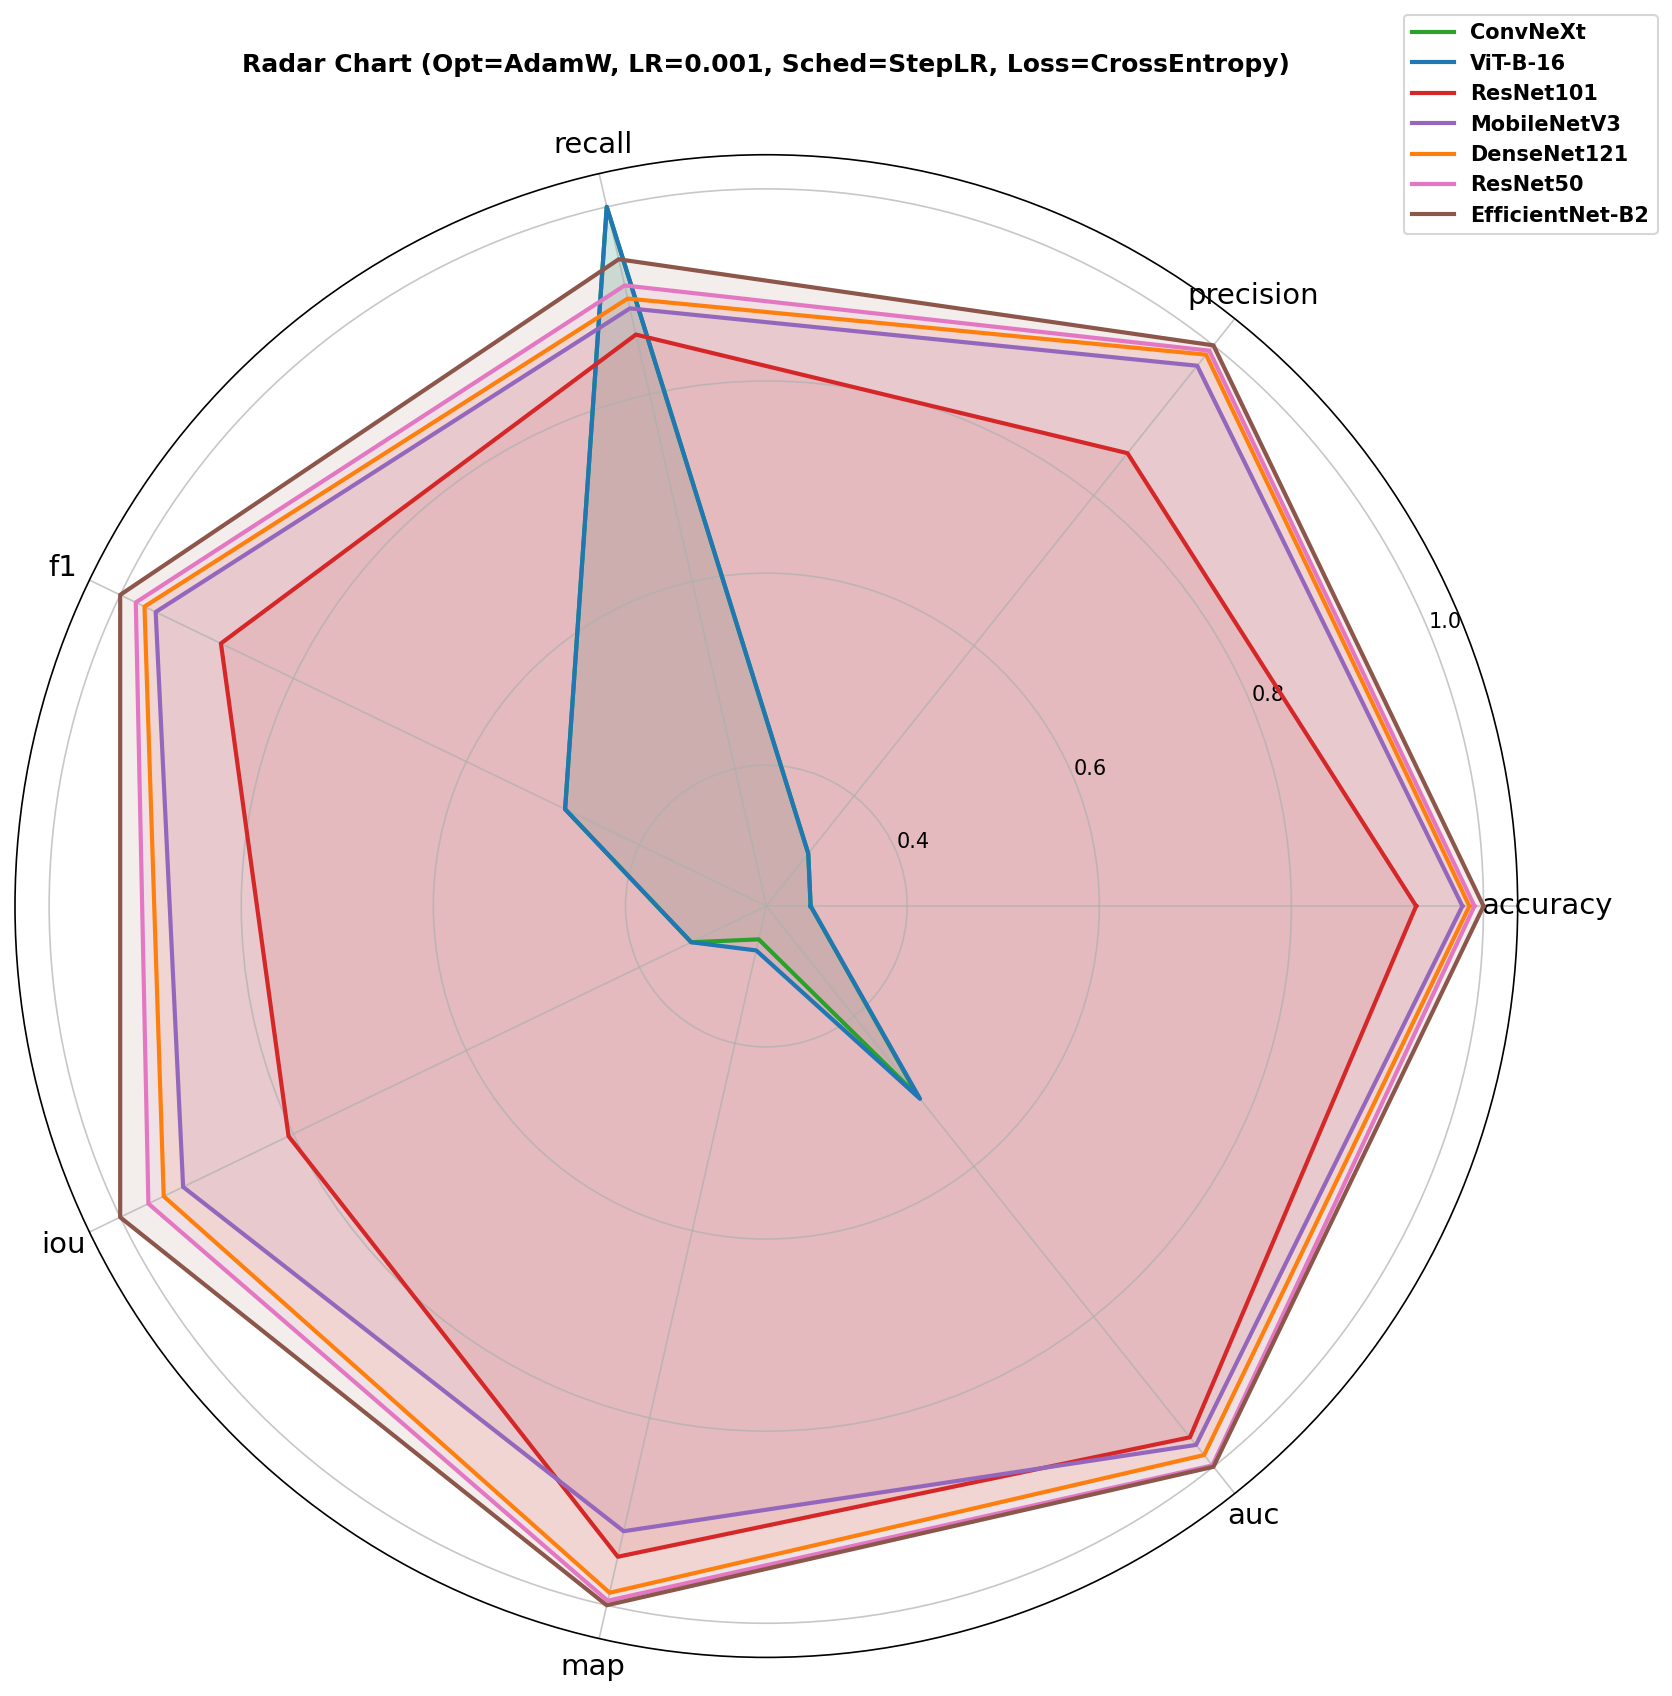 Radar Chart (Opt=AdamW, LR=0.001, Sched=StepLR, Loss=CrossEntropy)
ConvNeXt
ViT-B-16
ResNet101
MobileNetV3
DenseNet121
ResNet50
EfficientNet-B2
recall
precision
f1
1.0
0.8
0.6
0.4
accuracy
iou
auc
map